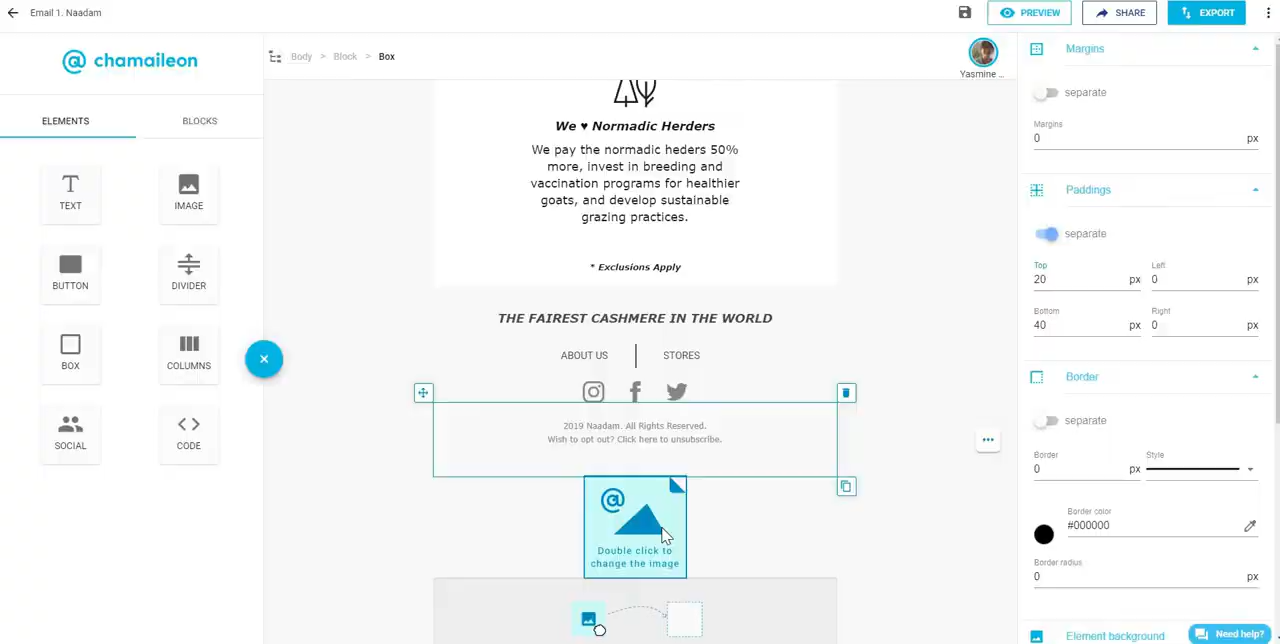 Email 1. Naadam
PREVIEW
SHARE
EXPORT
@ chamaileon
Body > Block > Box
Yasmine ...
ELEMENTS
BLOCKS
TEXT
IMAGE
BUTTON
DIVIDER
BOX
COLUMNS
SOCIAL
CODE
We ♥ Normadic Herders
We pay the normadic heders 50%
more, invest in breeding and
vaccination programs for healthier
goats, and develop sustainable
grazing practices.
* Exclusions Apply
THE FAIREST CASHMERE IN THE WORLD
ABOUT US
STORES
2019 Naadam. All Rights Reserved.
Wish to opt out? Click here to unsubscribe.
@
Double click to
change the image
Margins
separate
Margins
0 px
Paddings
separate
Top
20 px
Left
0 px
Bottom
40 px
Right
0 px
Border
separate
Border
0 px
Style
Border color
#000000
Border radius
0 px
Element background
Need help?